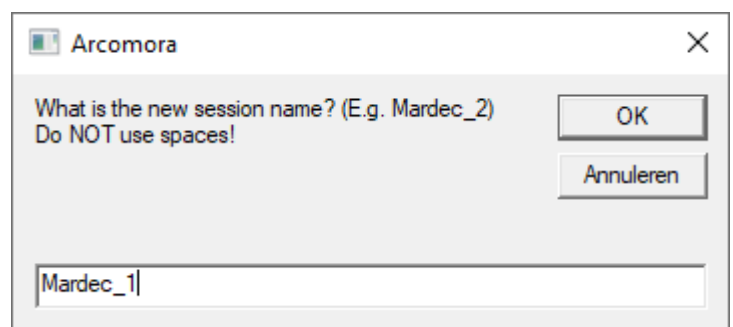 Arcomora
What is the new session name? (E.g. Mardec_2)
Do NOT use spaces!
OK
Annuleren
Mardec_1